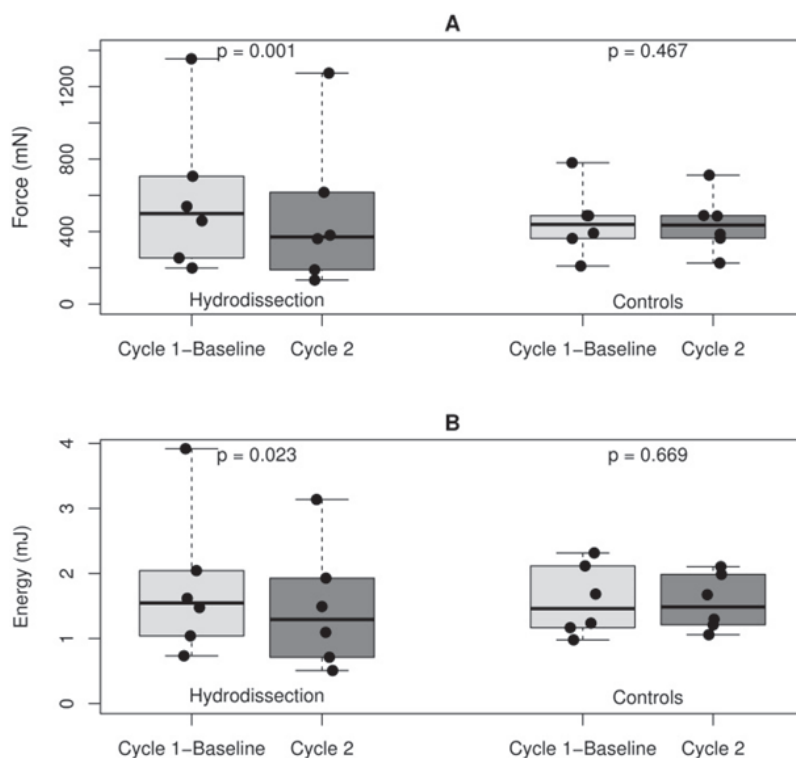 A
p = 0.001 p = 0.467
Force (mN)
1200
800
400
0
Hydrodissection Controls
Cycle 1−Baseline Cycle 2 Cycle 1−Baseline Cycle 2
B
p = 0.023 p = 0.669
Energy (mJ)
4
3
2
1
0
Hydrodissection Controls
Cycle 1−Baseline Cycle 2 Cycle 1−Baseline Cycle 2